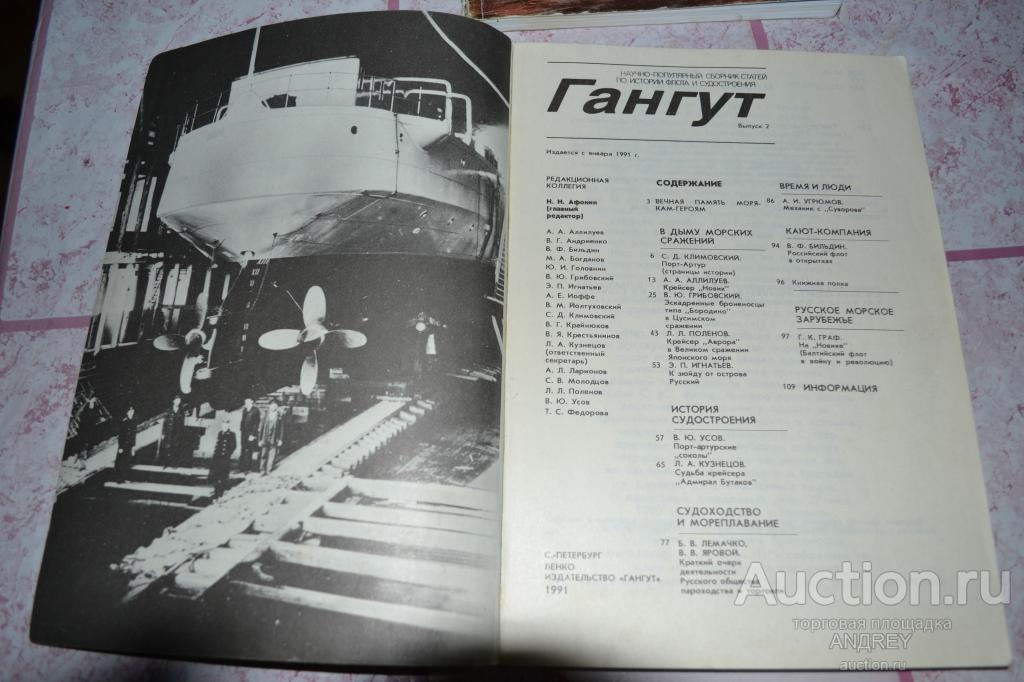 НАУЧНО-ПОПУЛЯРНЫЙ СБОРНИК СТАТЕЙ
ПО ИСТОРИИ ФЛОТА И СУДОСТРОЕНИЯ
Гангут
Выпуск 2
Издается с января 1991 г.
РЕДАКЦИОННАЯ
КОЛЛЕГИЯ
Н. Н. Афонин
(главный
редактор)
А. А. Аллилуев
В. Г. Андриенко
В. Ф. Бильдин
М. А. Богданов
Ю. И. Головнин
В. Ю. Грибовский
Э. П. Игнатьев
А. Е. Иоффе
В. М. Йолтуховский
С. Д. Климовский
В. Г. Крайнюков
В. Я. Крестьянинов
Л. А. Кузнецов
(ответственный
секретарь)
А. Л. Ларионов
С. В. Молодцов
Л. Л. Поленов
В. Ю. Усов
Т. С. Федорова
С.-ПЕТЕРБУРГ
ЛЕНКО
ИЗДАТЕЛЬСТВО «ГАНГУТ»
1991
СОДЕРЖАНИЕ
3 ВЕЧНАЯ ПАМЯТЬ МОРЯ-
КАМ-ГЕРОЯМ
В ДЫМУ МОРСКИХ
СРАЖЕНИЙ
6 С. Д. КЛИМОВСКИЙ.
Порт-Артур
(страницы истории)
13 А. А. АЛЛИЛУЕВ.
Крейсер „Новик"
25 В. Ю. ГРИБОВСКИЙ.
Эскадренные броненосцы
типа „Бородино"
в Цусимском
сражении
43 Л. Л. ПОЛЕНОВ.
Крейсер „Аврора"
в Великом сражении
Японского моря
53 Э. П. ИГНАТЬЕВ.
К зюйду от острова
Русский
ИСТОРИЯ
СУДОСТРОЕНИЯ
57 В. Ю. УСОВ.
Порт-артурские
„соколы"
65 Л. А. КУЗНЕЦОВ.
Судьба крейсера
„Адмирал Бутаков"
СУДОХОДСТВО
И МОРЕПЛАВАНИЕ
77 Б. В. ЛЕМАЧКО,
В. В. ЯРОВОЙ.
Краткий очерк
деятельности
Русского общества
пароходства и торговли
ВРЕМЯ И ЛЮДИ
86 А. И. УГРЮМОВ.
Механик с „Суворова"
КАЮТ-КОМПАНИЯ
94 В. Ф. БИЛЬДИН.
Российский флот
в открытках
96 Книжная полка
РУССКОЕ МОРСКОЕ
ЗАРУБЕЖЬЕ
97 Г. К. ГРАФ.
На „Новике"
(Балтийский флот
в войну и революцию)
109 ИНФОРМАЦИЯ
Auction.ru
торговая площадка
ANDREY
auction.ru